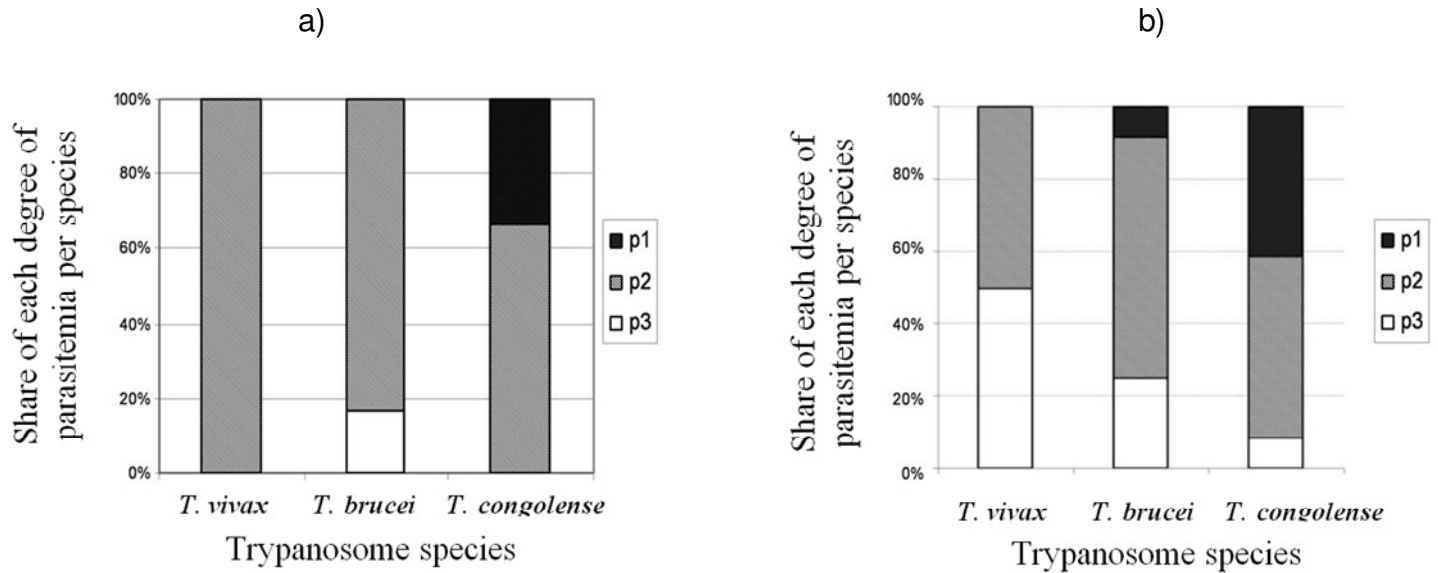 a)
Share of each degree of
parasitemia per species
100%
80%
60%
40%
20%
0%
T. vivax T. brucei T. congolense
Trypanosome species
p1
p2
p3
b)
Share of each degree of
parasitemia per species
100%
80%
60%
40%
20%
0%
T. vivax T. brucei T. congolense
Trypanosome species
p1
p2
p3